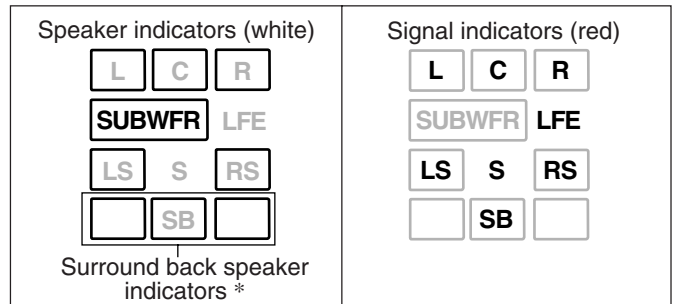 Speaker indicators (white)
L C R
SUBWFR LFE
LS S RS
SB
Surround back speaker
indicators *
Signal indicators (red)
L C R
SUBWFR LFE
LS S RS
SB